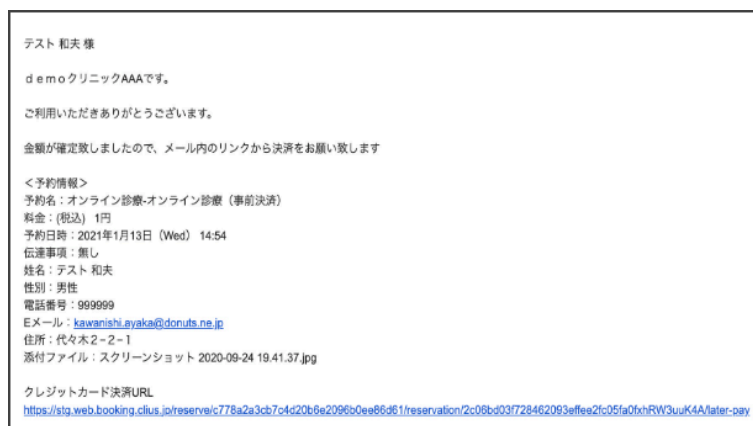 テスト 和夫 様
ｄｅｍｏクリニックAAAです。
ご利用いただきありがとうございます。
金額が確定致しましたので、メール内のリンクから決済をお願い致します
＜予約情報＞
予約名：オンライン診療-オンライン診療（事前決済）
料金：(税込) 1円
予約日時：2021年1月13日（Wed） 14:54
伝達事項：無し
姓名：テスト 和夫
性別：男性
電話番号：999999
Eメール：kawanishi.ayaka@donuts.ne.jp
住所：代々木２−２−１
添付ファイル：スクリーンショット 2020-09-24 19.41.37.jpg
クレジットカード決済URL
https://stg.web.booking.clius.jp/reserve/c778a2a3cb7c4d20b6e2096b0ee86d61/reservation/2c06bd03f728462093effee2fc05fa0fxhRW3uuK4A/later-pay